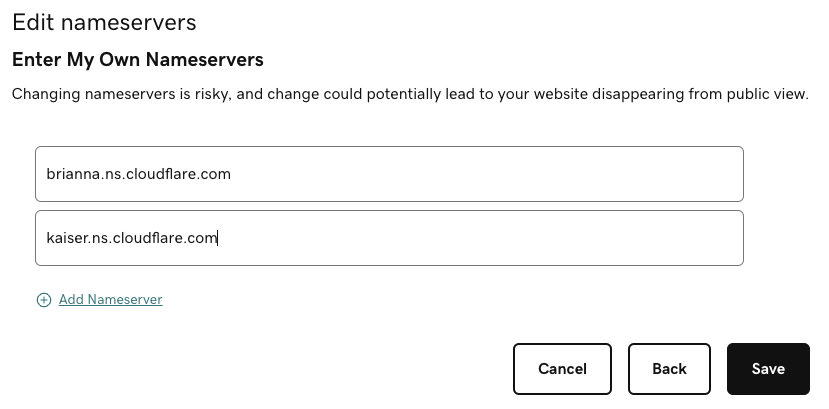 Edit nameservers
Enter My Own Nameservers
Changing nameservers is risky, and change could potentially lead to your website disappearing from public view.
brianna.ns.cloudflare.com
kaiser.ns.cloudflare.com
Add Nameserver
Cancel Back Save